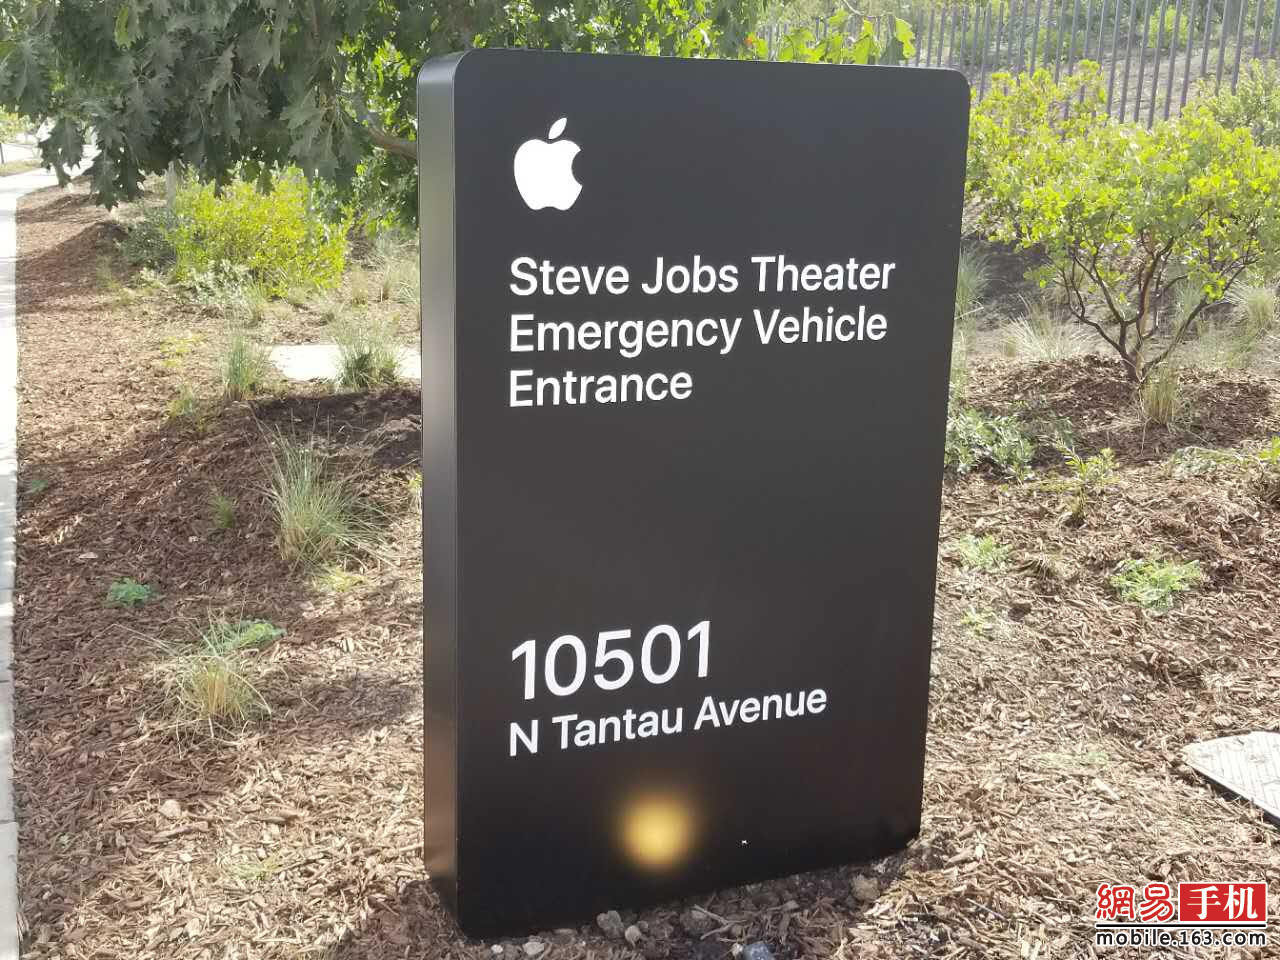 Steve Jobs Theater
Emergency Vehicle
Entrance
10501
N Tantau Avenue
網易手机
mobile.163.com